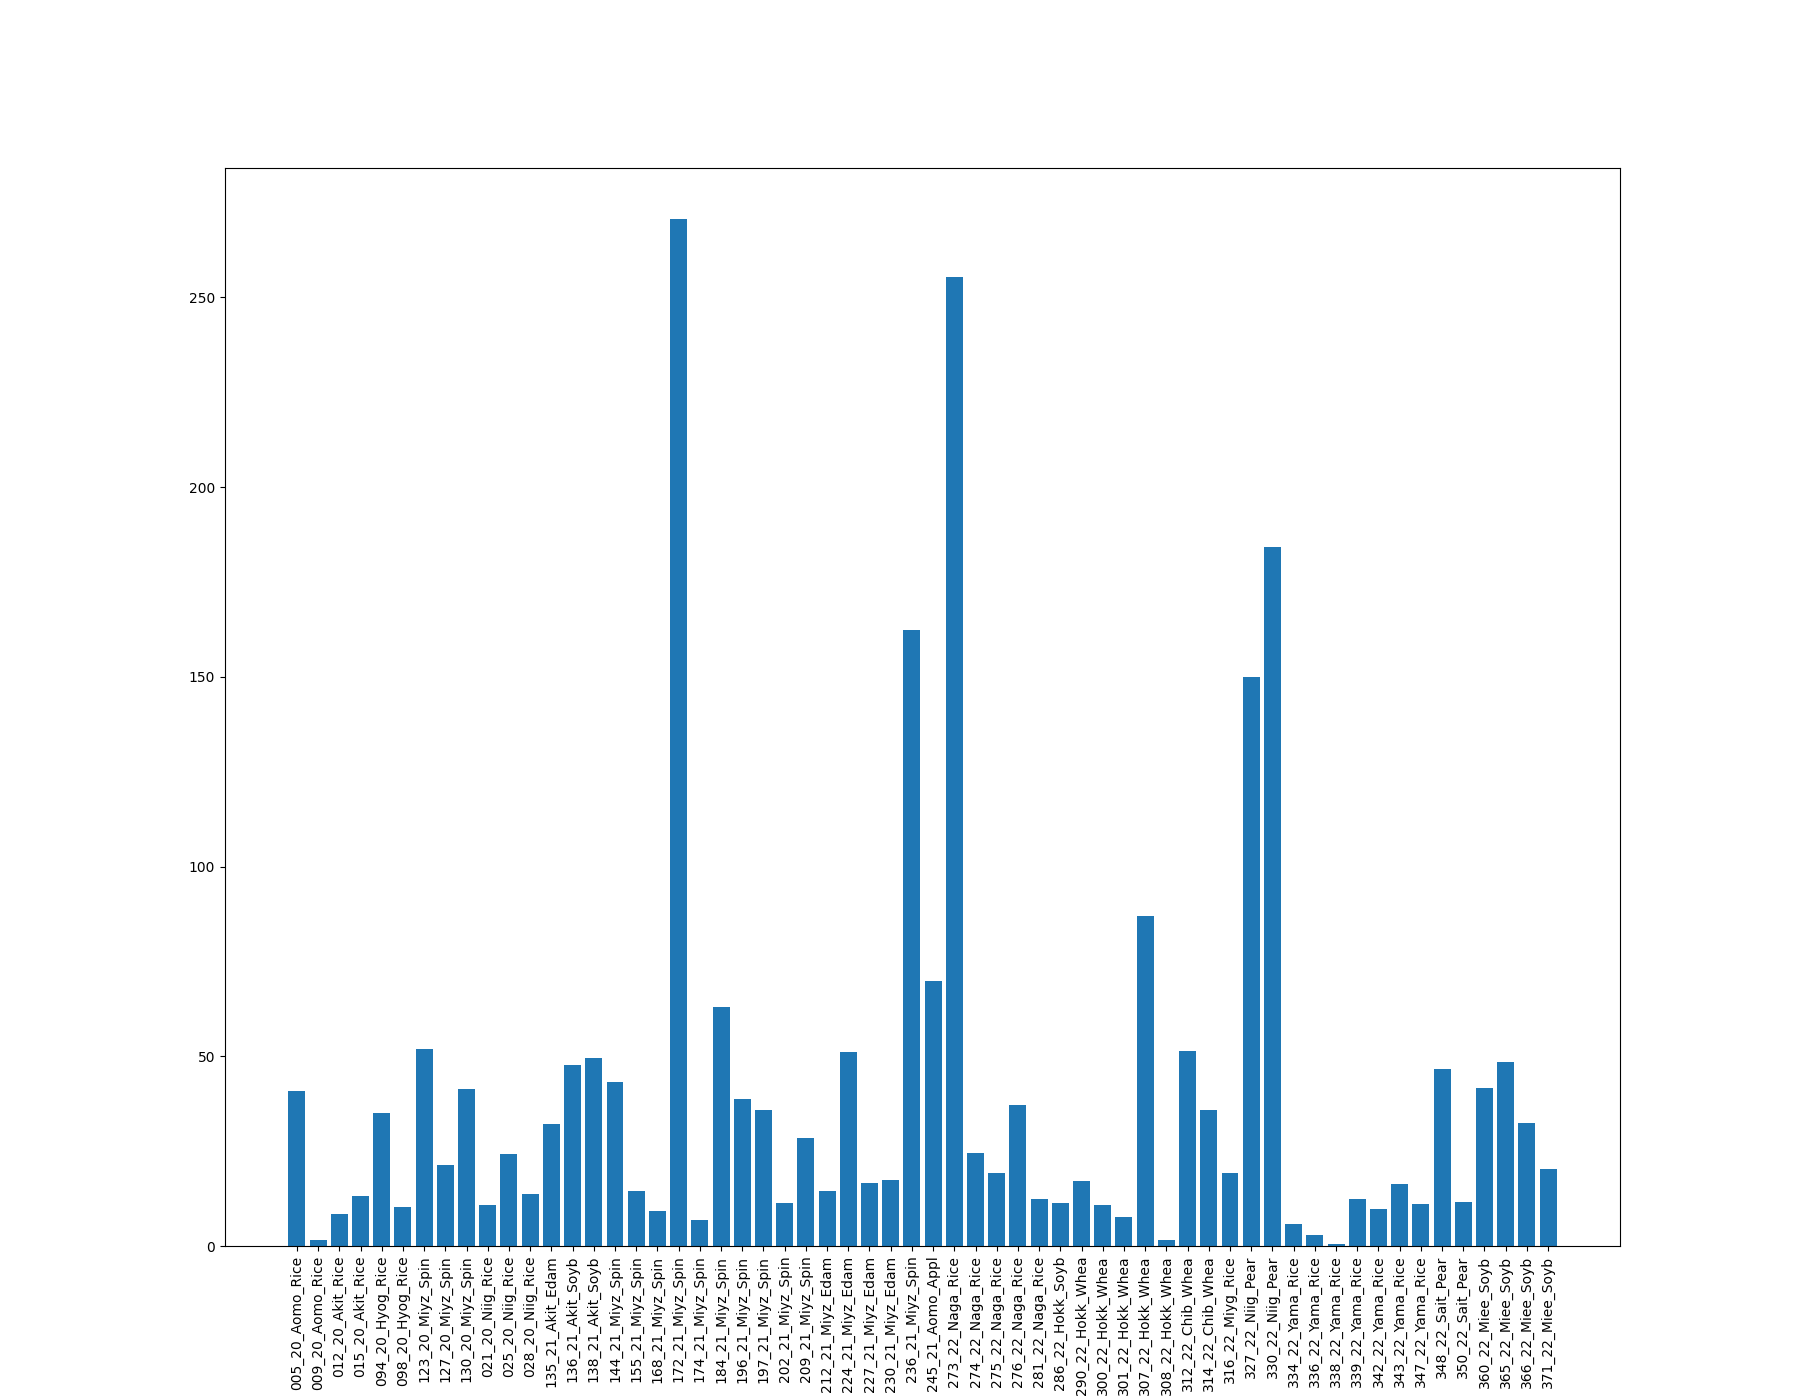 250
200
150
100
50
0
005_20_Aomo_Rice
009_20_Aomo_Rice
012_20_Akit_Rice
015_20_Akit_Rice
094_20_Hyog_Rice
098_20_Hyog_Rice
123_20_Miyz_Spin
127_20_Miyz_Spin
130_20_Miyz_Spin
021_20_Niig_Rice
025_20_Niig_Rice
028_20_Niig_Rice
135_21_Akit_Edam
136_21_Akit_Soyb
138_21_Akit_Soyb
144_21_Miyz_Spin
155_21_Miyz_Spin
168_21_Miyz_Spin
172_21_Miyz_Spin
174_21_Miyz_Spin
184_21_Miyz_Spin
196_21_Miyz_Spin
197_21_Miyz_Spin
202_21_Miyz_Spin
209_21_Miyz_Spin
212_21_Miyz_Edam
224_21_Miyz_Edam
227_21_Miyz_Edam
230_21_Miyz_Edam
236_21_Miyz_Spin
245_21_Aomo_Appl
273_22_Naga_Rice
274_22_Naga_Rice
275_22_Naga_Rice
276_22_Naga_Rice
281_22_Naga_Rice
286_22_Hokk_Soyb
290_22_Hokk_Whea
300_22_Hokk_Whea
301_22_Hokk_Whea
307_22_Hokk_Whea
308_22_Hokk_Whea
312_22_Chib_Whea
314_22_Chib_Whea
316_22_Miyg_Rice
327_22_Niig_Pear
330_22_Niig_Pear
334_22_Yama_Rice
336_22_Yama_Rice
338_22_Yama_Rice
339_22_Yama_Rice
342_22_Yama_Rice
343_22_Yama_Rice
347_22_Yama_Rice
348_22_Sait_Pear
350_22_Sait_Pear
360_22_Miee_Soyb
365_22_Miee_Soyb
366_22_Miee_Soyb
371_22_Miee_Soyb